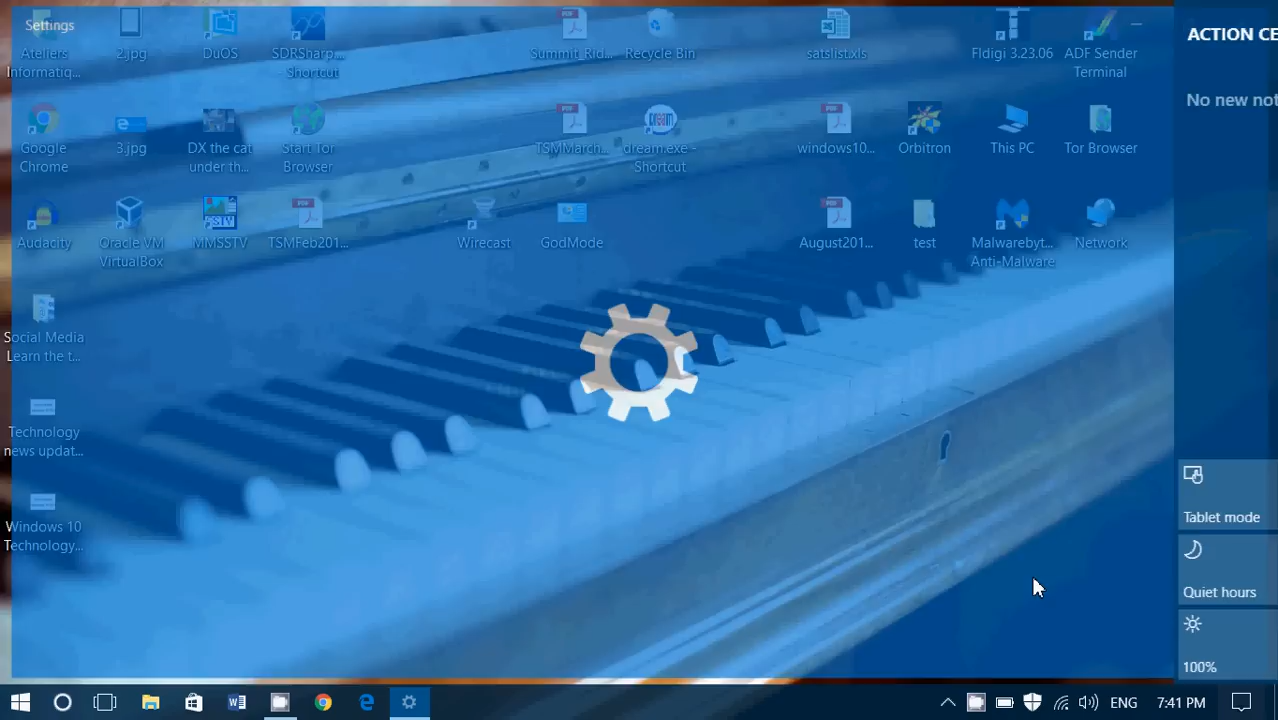 Settings
Ateliers
Informatiq...
2.jpg
DuOS
SDRSharp...
- Shortcut
Summit_Rid...
Recycle Bin
satslist.xls
Fldigi 3.23.06
ADF Sender
Terminal
ACTION CE
No new not
Google
Chrome
3.jpg
DX the cat
under th...
Start Tor
Browser
TSMMarch...
dream.exe -
Shortcut
windows10...
Orbitron
This PC
Tor Browser
Audacity
Oracle VM
VirtualBox
MMSSTV
TSMFeb201...
Wirecast
GodMode
August201...
test
Malwarebyt...
Anti-Malware
Network
Social Media
Learn the t...
Technology
news updat...
Windows 10
Technology...
Tablet mode
Quiet hours
100%
ENG
7:41 PM